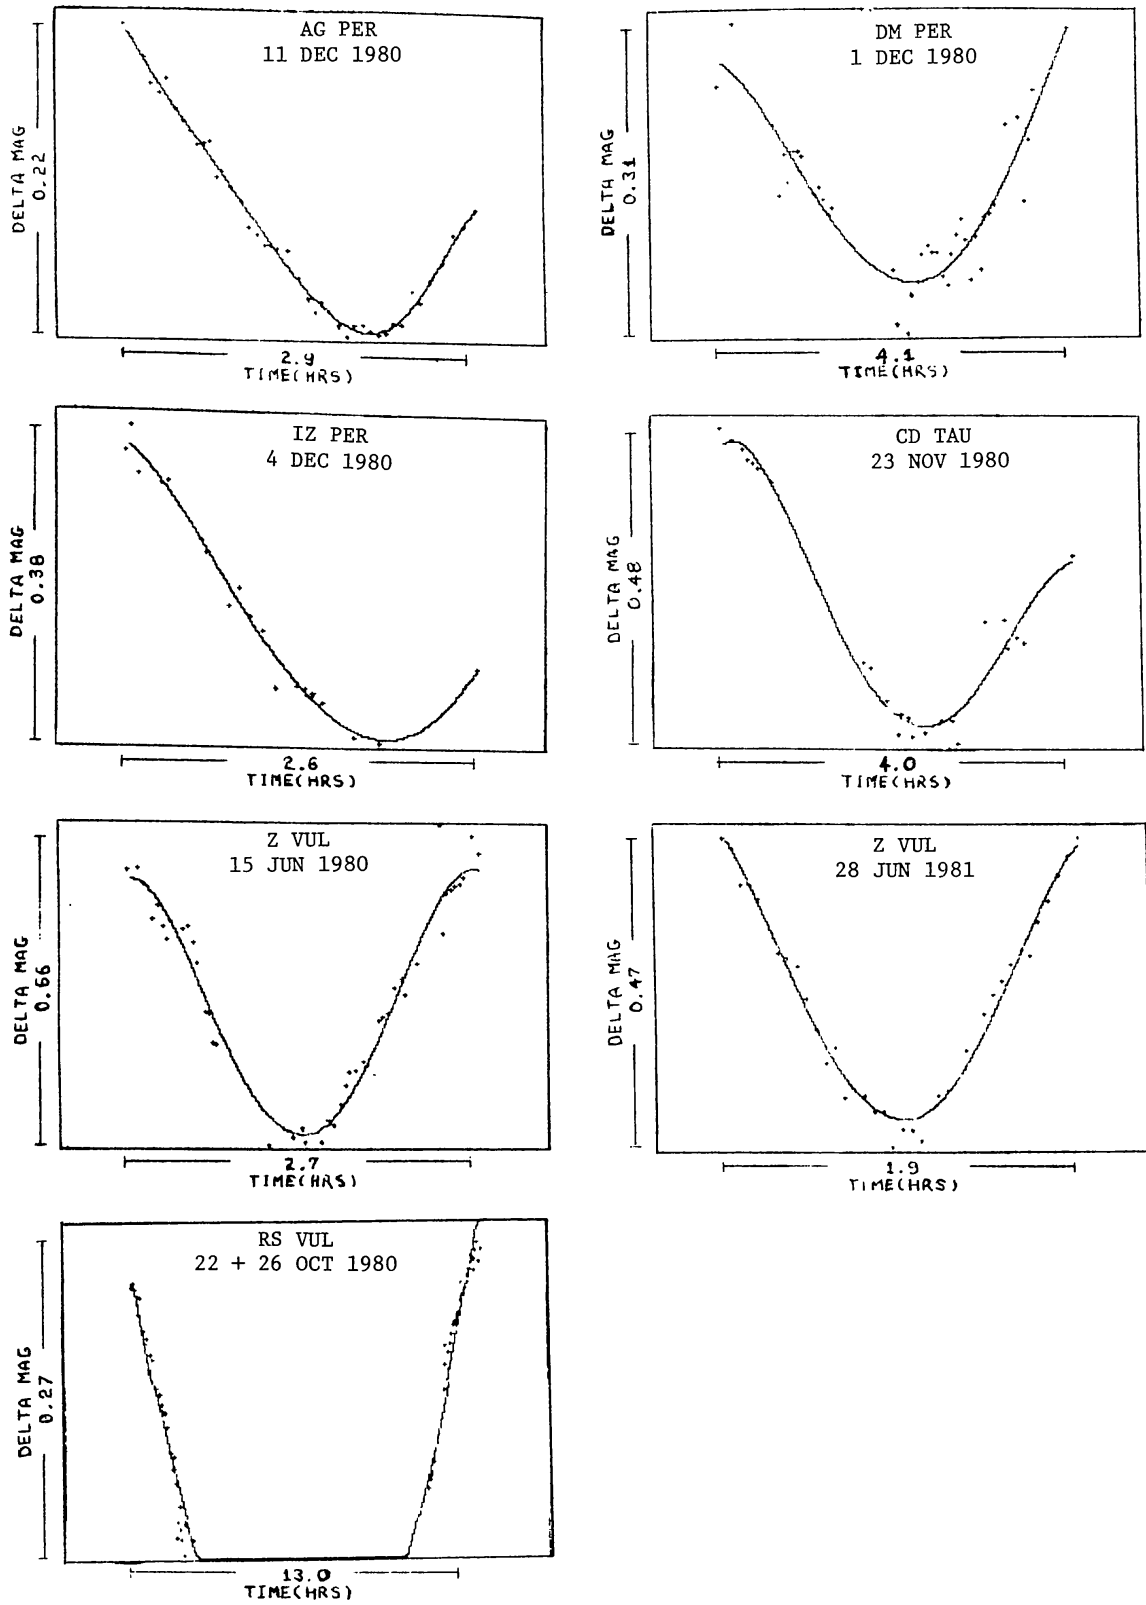 AG PER
11 DEC 1980
DELTA MAG
0.22
2.9
TIME(HRS)
DM PER
1 DEC 1980
DELTA MAG
0.31
4.1
TIME(HRS)
IZ PER
4 DEC 1980
DELTA MAG
0.38
2.6
TIME(HRS)
CD TAU
23 NOV 1980
DELTA MAG
0.48
4.0
TIME(HRS)
Z VUL
15 JUN 1980
DELTA MAG
0.66
2.7
TIME(HRS)
Z VUL
28 JUN 1981
DELTA MAG
0.47
1.9
TIME(HRS)
RS VUL
22 + 26 OCT 1980
DELTA MAG
0.27
13.0
TIME(HRS)